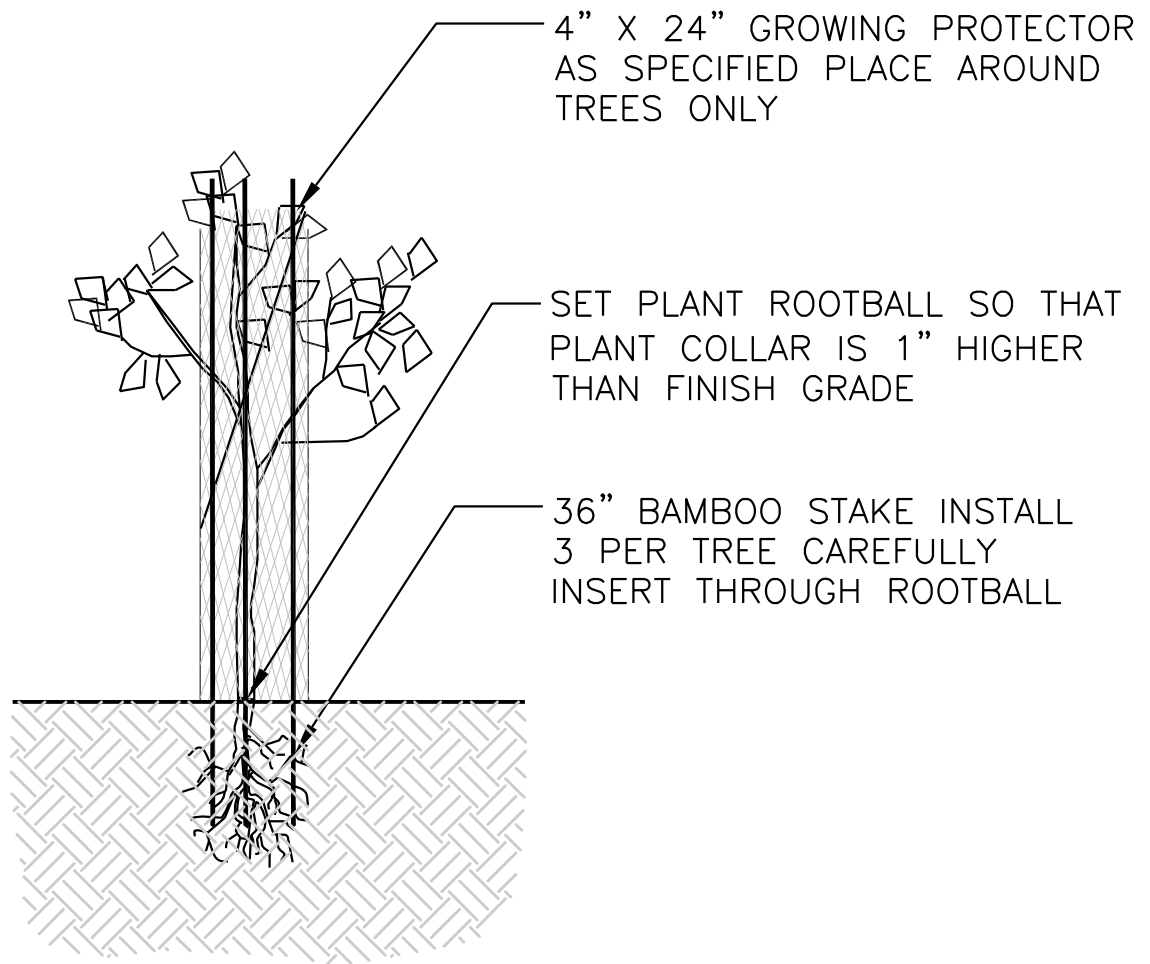 4” X 24” GROWING PROTECTOR
AS SPECIFIED PLACE AROUND
TREES ONLY
SET PLANT ROOTBALL SO THAT
PLANT COLLAR IS 1” HIGHER
THAN FINISH GRADE
36” BAMBOO STAKE INSTALL
3 PER TREE CAREFULLY
INSERT THROUGH ROOTBALL